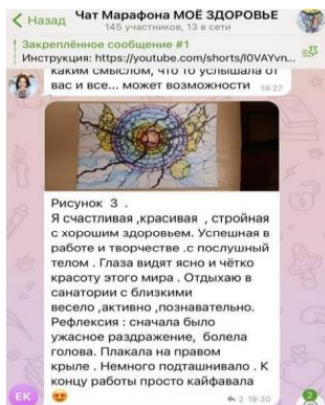 Назад
Чат Марафона МОЁ ЗДОРОВЬЕ
145 участников, 13 в сети
Закреплённое сообщение #1
Инструкция: https://youtube.com/shorts/l0VAYvn...
каким смыслом, что то услышала от
вас и все... может возможности 19:27
Рисунок 3 .
Я счастливая ,красивая , стройная
с хорошим здоровьем. Успешная в
работе и творчестве .с послушный
телом . Глаза видят ясно и чётко
красоту этого мира . Отдыхаю в
санатории с близкими
весело ,активно ,познавательно.
Рефлексия : сначала было
ужасное раздражение, болела
голова. Плакала на правом
крыле . Немного подташнивало . К
концу работы просто кайфавала
2 19:30
ЕК
2